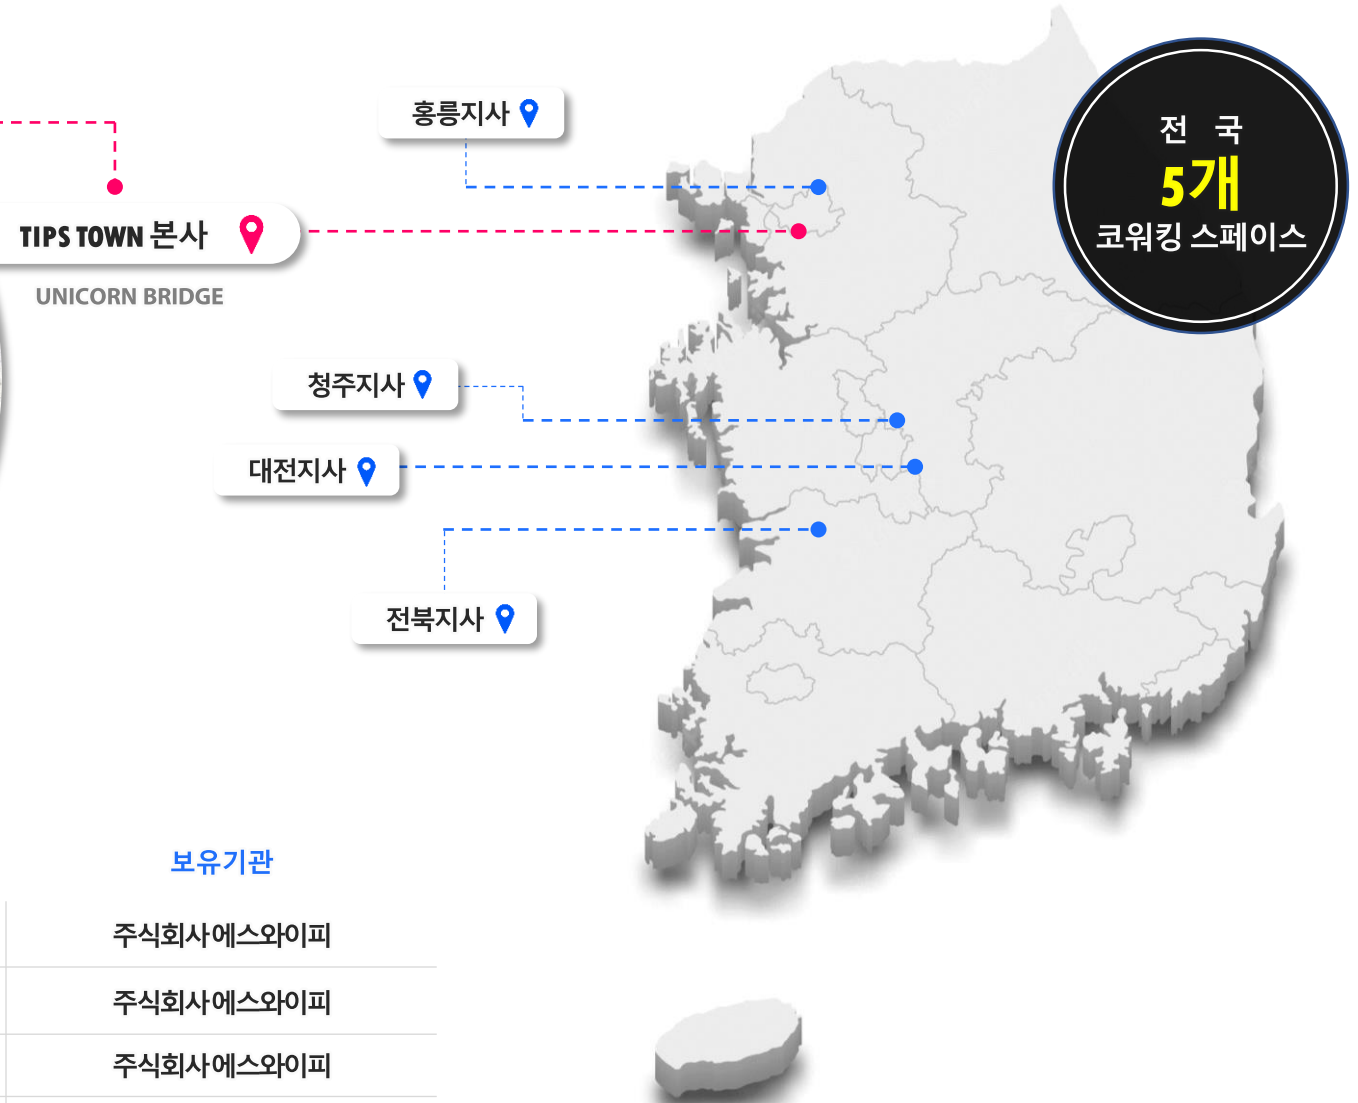 홍릉지사
전 국
5개
코워킹 스페이스
TIPS TOWN 본사
UNICORN BRIDGE
청주지사
대전지사
전북지사
보유기관
주식회사 에스와이피
주식회사 에스와이피
주식회사 에스와이피